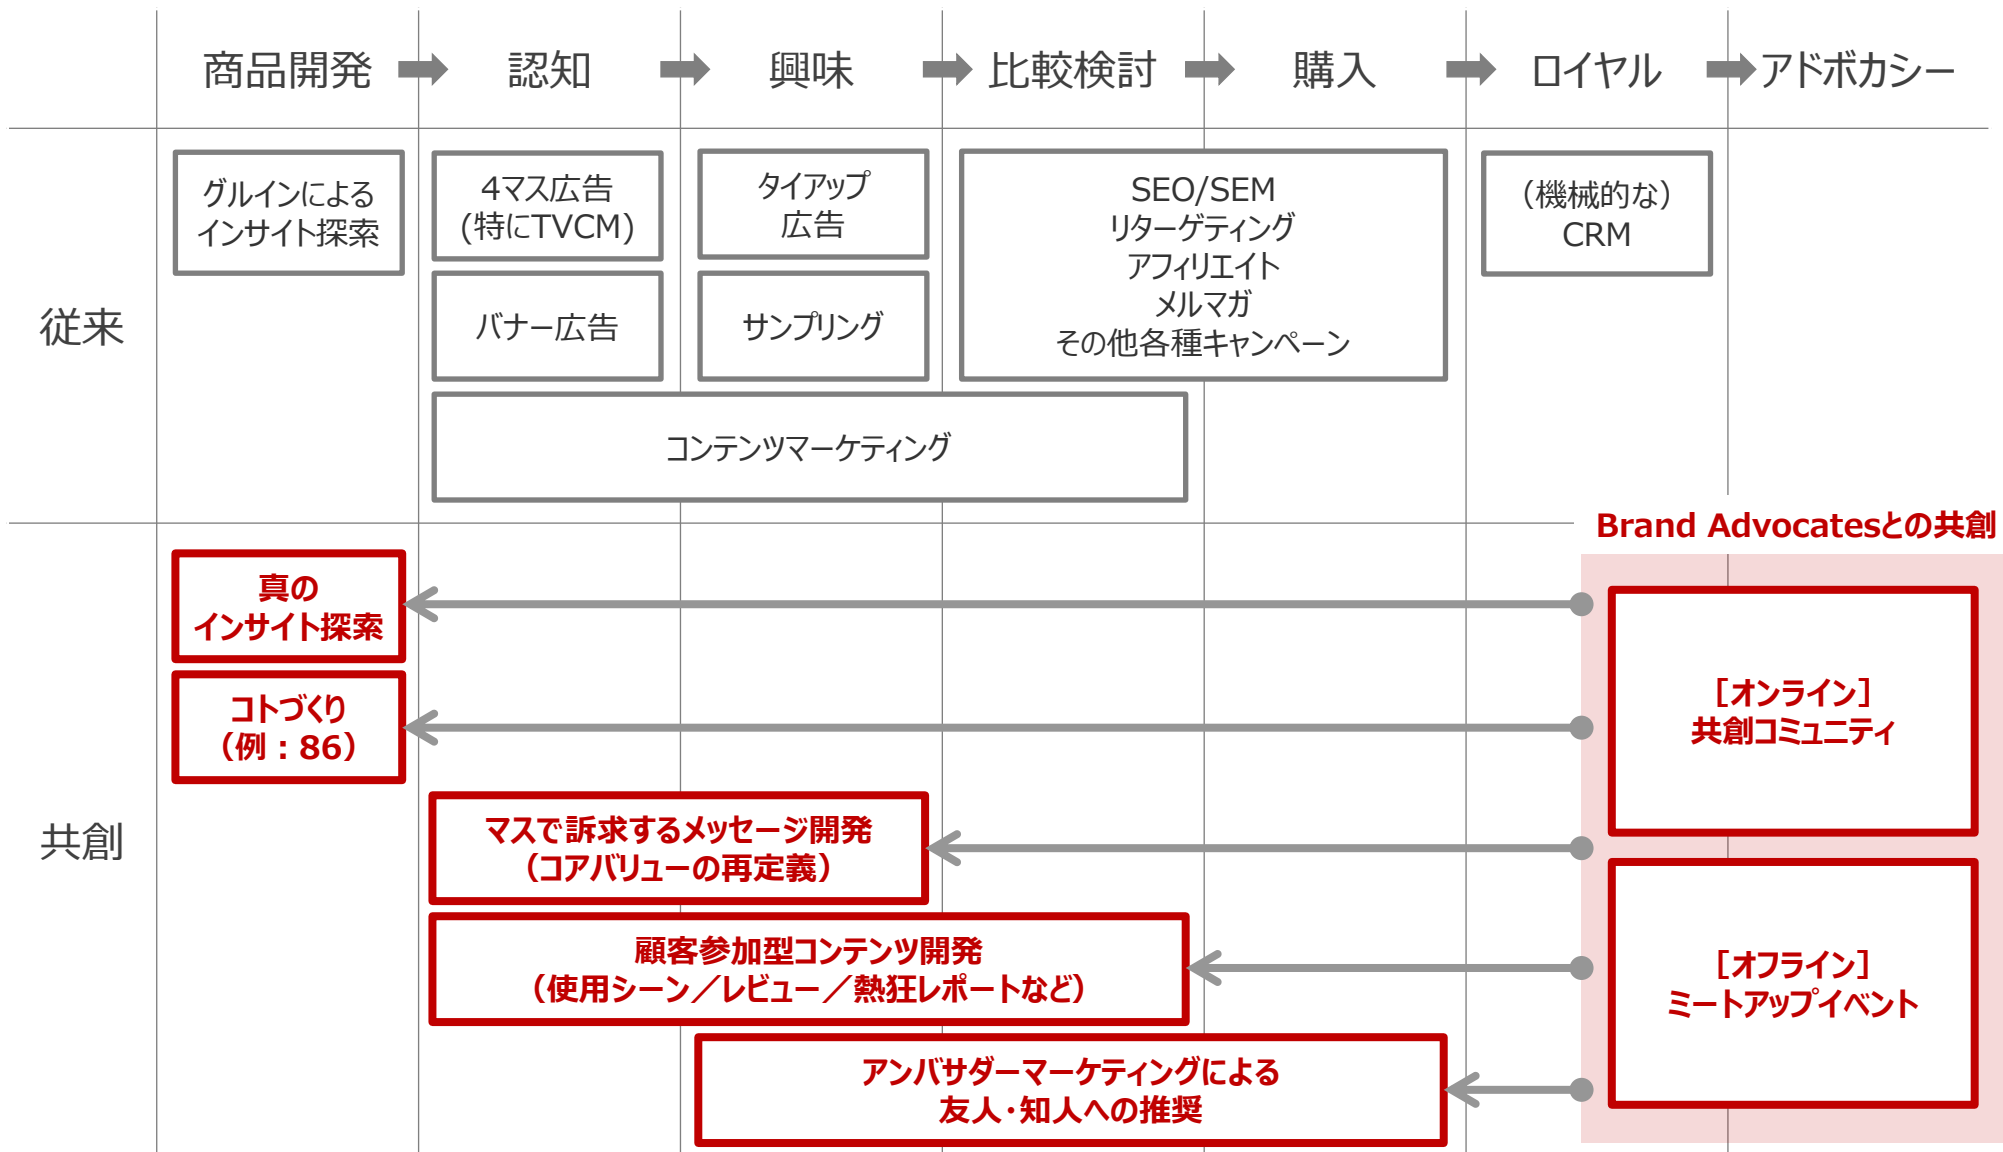 商品開発
認知
興味
比較検討
購入
ロイヤル
アドボカシー
従来
グルインによる
インサイト探索
4マス広告
(特にTVCM)
バナー広告
タイアップ
広告
サンプリング
SEO/SEM
リターゲティング
アフィリエイト
メルマガ
その他各種キャンペーン
（機械的な）
CRM
コンテンツマーケティング
共創
Brand Advocatesとの共創
真の
インサイト探索
コトづくり
（例：86）
マスで訴求するメッセージ開発
（コアバリューの再定義）
顧客参加型コンテンツ開発
（使用シーン／レビュー／熱狂レポートなど）
アンバサダーマーケティングによる
友人・知人への推奨
［オンライン］
共創コミュニティ
［オフライン］
ミートアップイベント